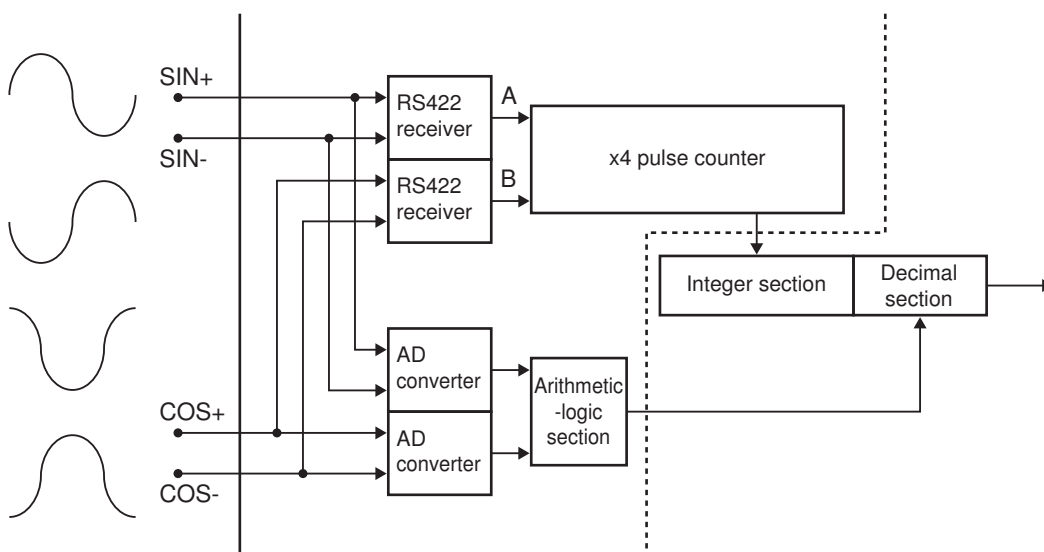 SIN+
SIN-
COS+
COS-
RS422
receiver
A
RS422
receiver
B
x4 pulse counter
Integer section
Decimal
section
AD
converter
AD
converter
Arithmetic
-logic
section